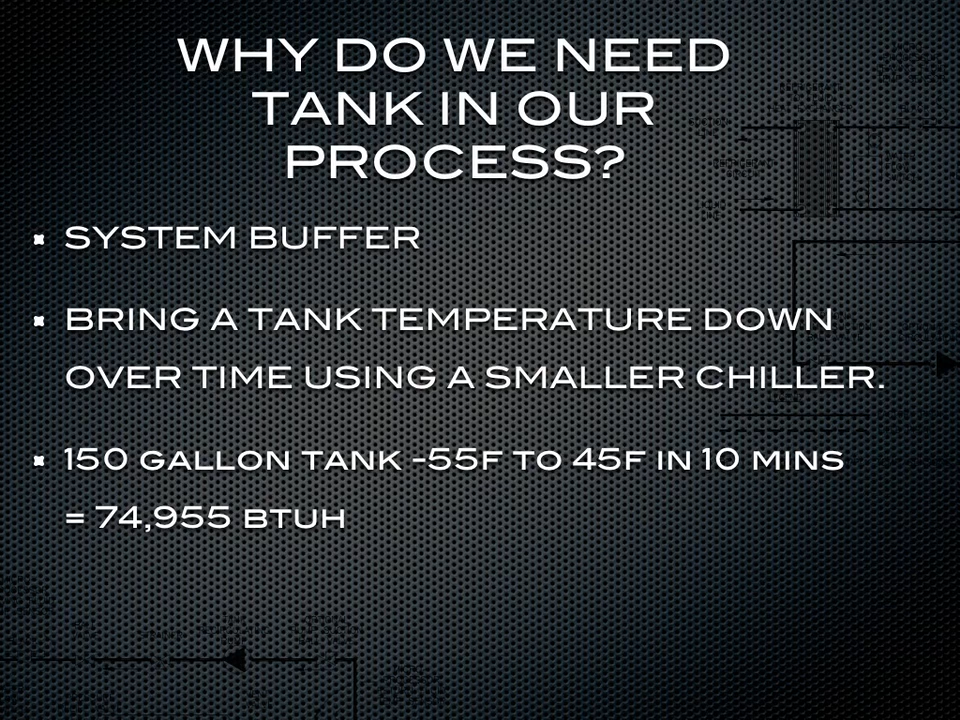 WHY DO WE NEED
TANK IN OUR
PROCESS?
SYSTEM BUFFER
BRING A TANK TEMPERATURE DOWN
OVER TIME USING A SMALLER CHILLER.
150 GALLON TANK -55F TO 45F IN 10 MINS
= 74,955 BTUH